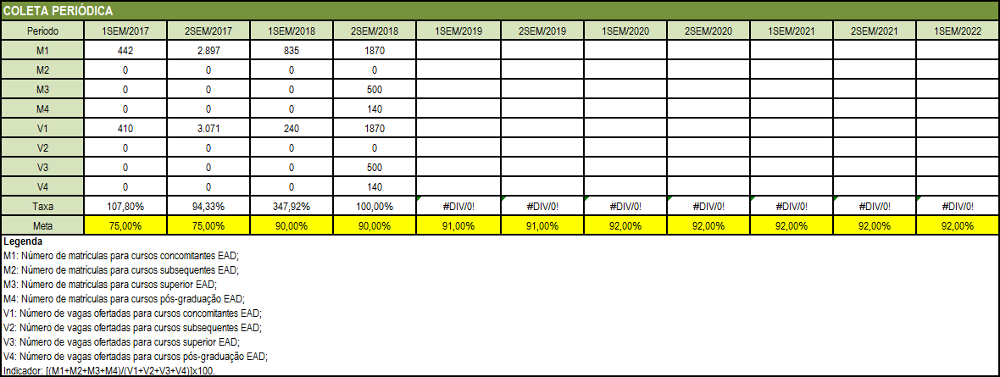 COLETA PERIÓDICA
Período 1SEM/2017 2SEM/2017 1SEM/2018 2SEM/2018 1SEM/2019 2SEM/2019 1SEM/2020 2SEM/2020 1SEM/2021 2SEM/2021 1SEM/2022
M1 442 2.897 835 1870
M2 0 0 0 0
M3 0 0 0 500
M4 0 0 0 140
V1 410 3.071 240 1870
V2 0 0 0 0
V3 0 0 0 500
V4 0 0 0 140
Taxa 107,80% 94,33% 347,92% 100,00% #DIV/0! #DIV/0! #DIV/0! #DIV/0! #DIV/0! #DIV/0! #DIV/0!
Meta 75,00% 75,00% 90,00% 90,00% 91,00% 91,00% 92,00% 92,00% 92,00% 92,00% 92,00%
Legenda
M1: Número de matrículas para cursos concomitantes EAD;
M2: Número de matrículas para cursos subsequentes EAD;
M3: Número de matrículas para cursos superior EAD;
M4: Número de matrículas para cursos pós-graduação EAD;
V1: Número de vagas ofertadas para cursos concomitantes EAD;
V2: Número de vagas ofertadas para cursos subsequentes EAD;
V3: Número de vagas ofertadas para cursos superior EAD;
V4: Número de vagas ofertadas para cursos pós-graduação EAD;
Indicador: [(M1+M2+M3+M4)/(V1+V2+V3+V4)]x100.